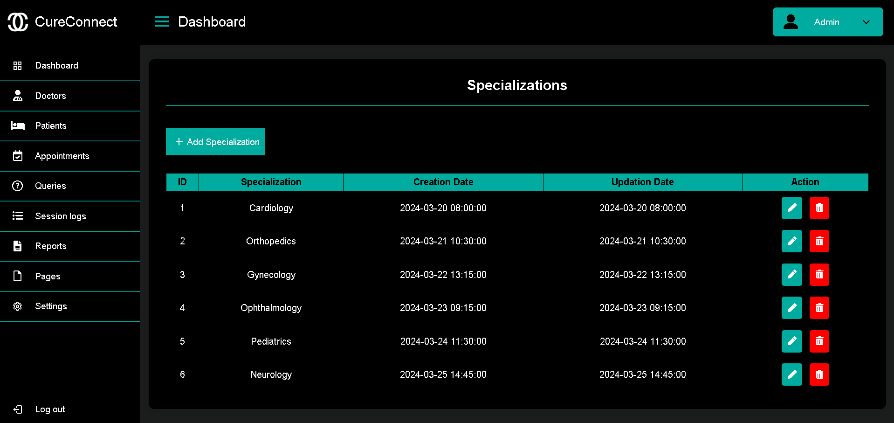 CureConnect
Dashboard
Admin
Dashboard
Doctors
Patients
Appointments
Queries
Session logs
Reports
Pages
Settings
Log out
Specializations
+ Add Specialization
ID Specialization Creation Date Updation Date Action
1 Cardiology 2024-03-20 08:00:00 2024-03-20 08:00:00
2 Orthopedics 2024-03-21 10:30:00 2024-03-21 10:30:00
3 Gynecology 2024-03-22 13:15:00 2024-03-22 13:15:00
4 Ophthalmology 2024-03-23 09:15:00 2024-03-23 09:15:00
5 Pediatrics 2024-03-24 11:30:00 2024-03-24 11:30:00
6 Neurology 2024-03-25 14:45:00 2024-03-25 14:45:00